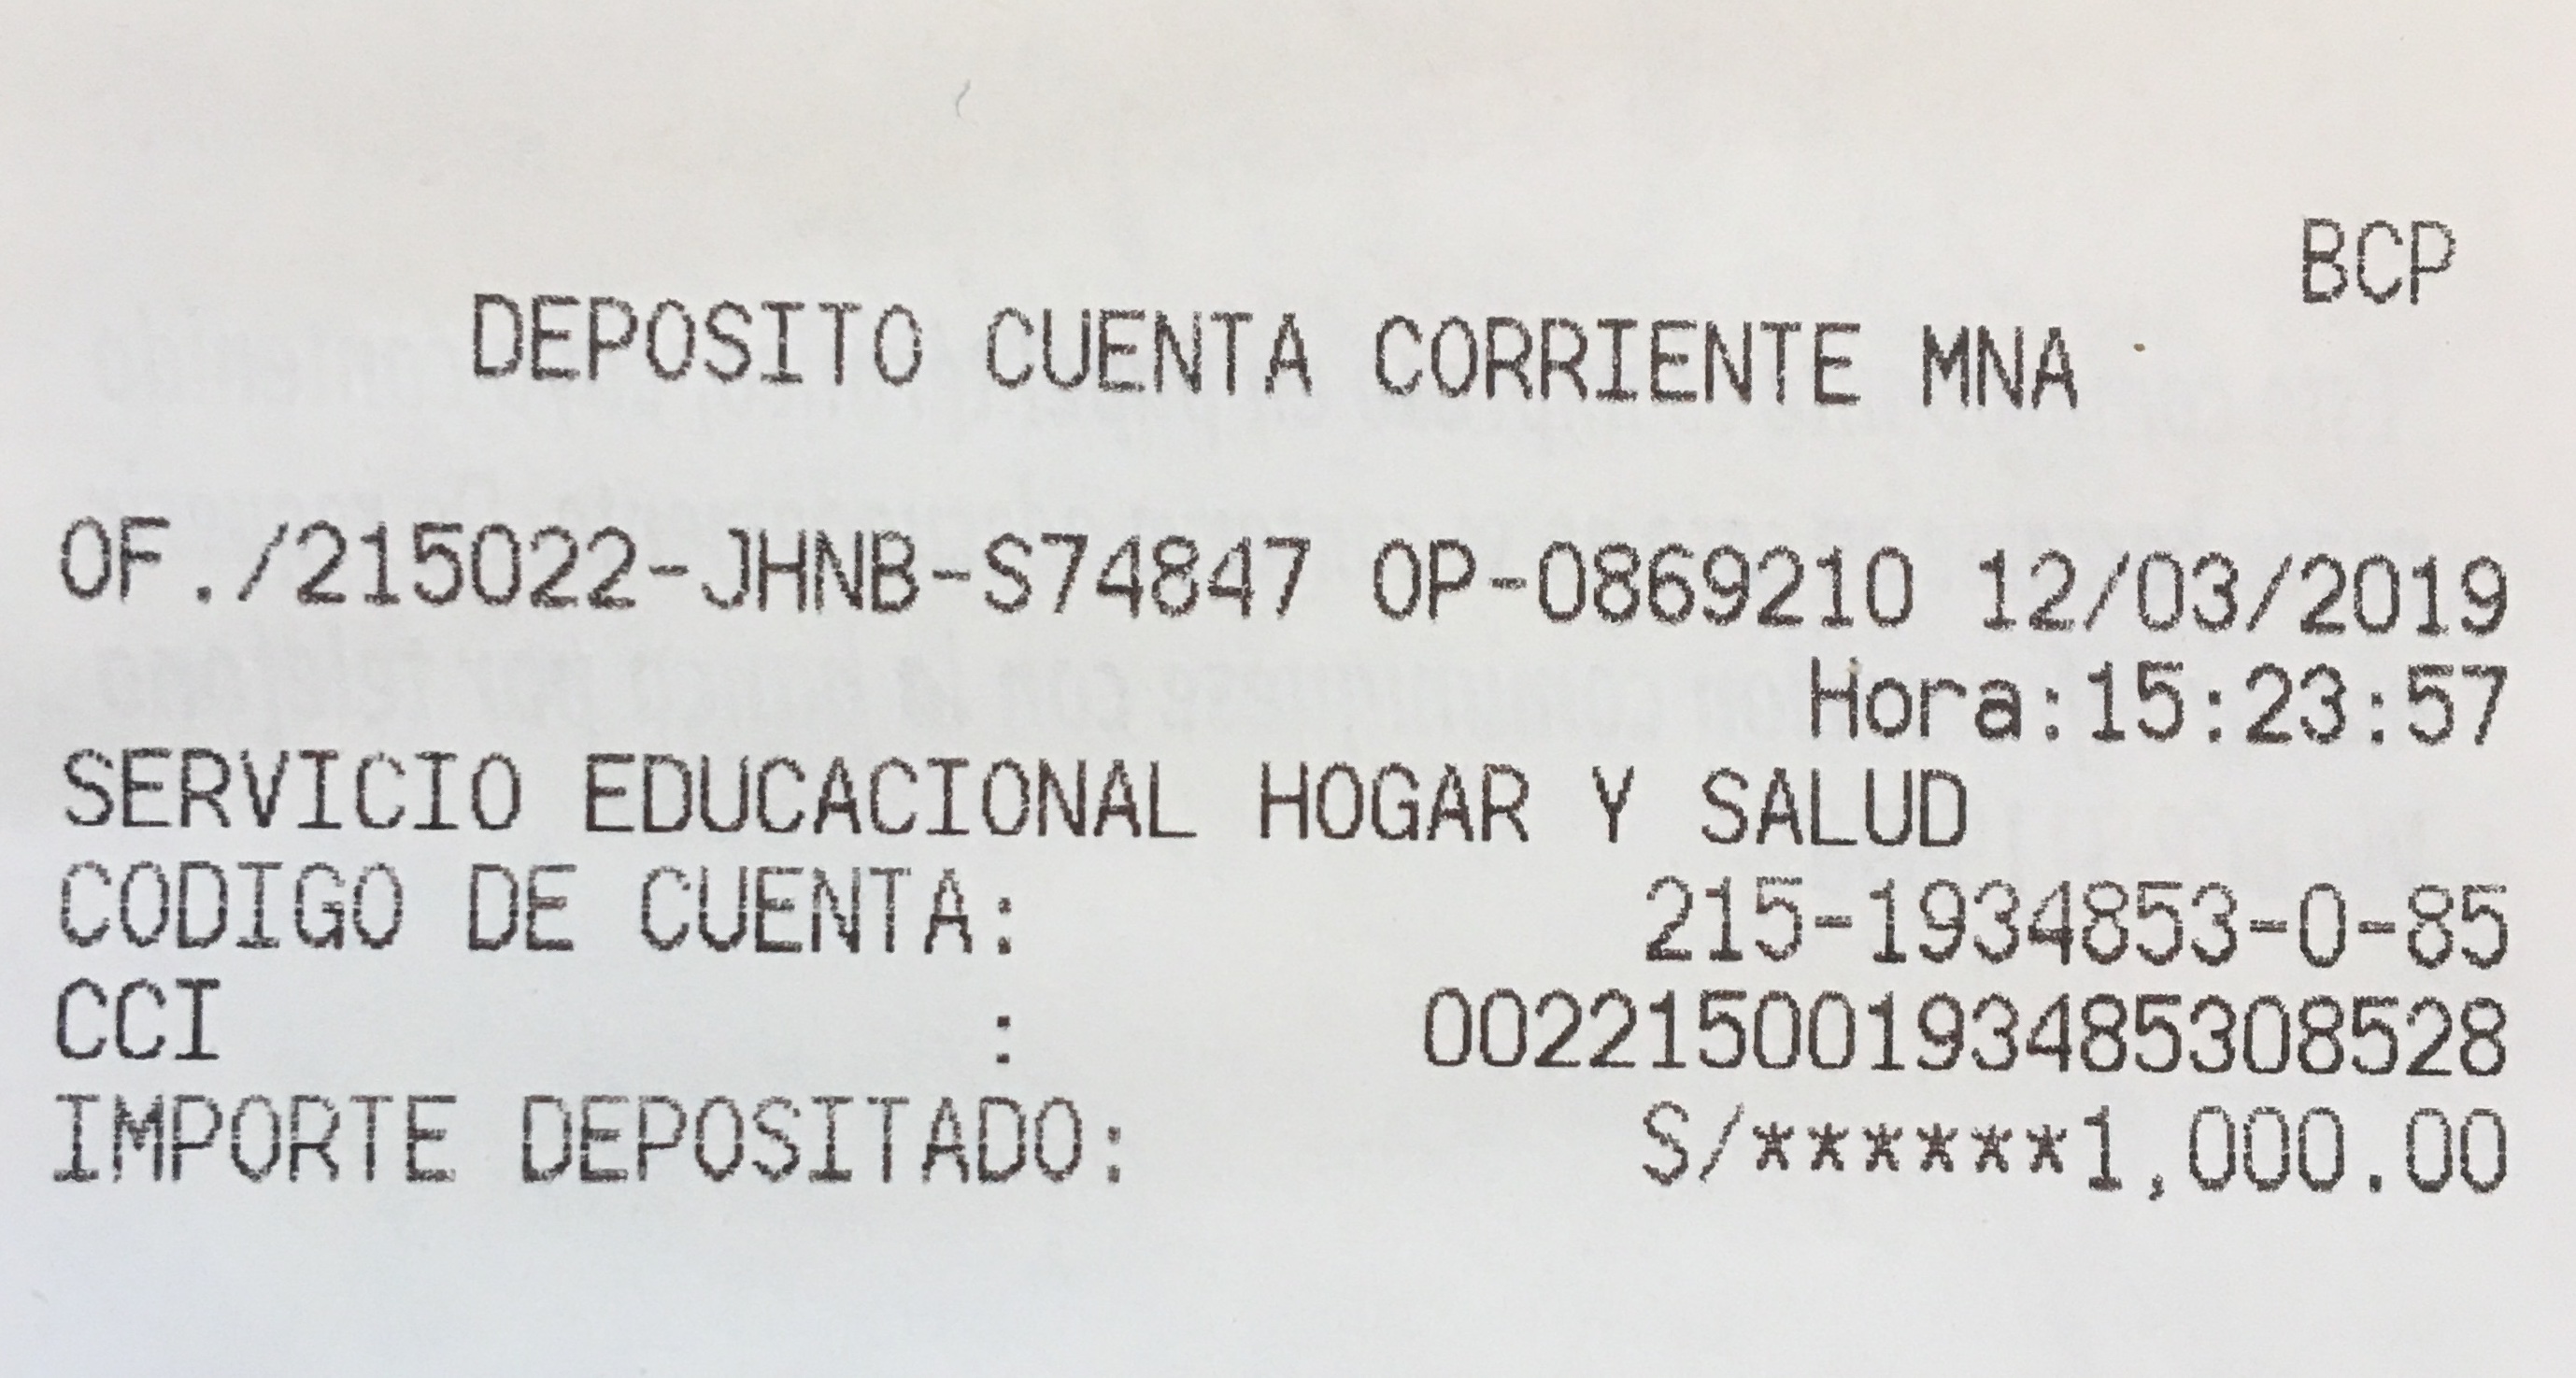 BCP
DEPOSITO CUENTA CORRIENTE MNA
OF./215022-JHNB-S74847 OP-0869210 12/03/2019
Hora:15:23:57
SERVICIO EDUCACIONAL HOGAR Y SALUD
CODIGO DE CUENTA: 215-1934853-0-85
CCI : 00221500193485308528
IMPORTE DEPOSITADO: S/******1,000.00